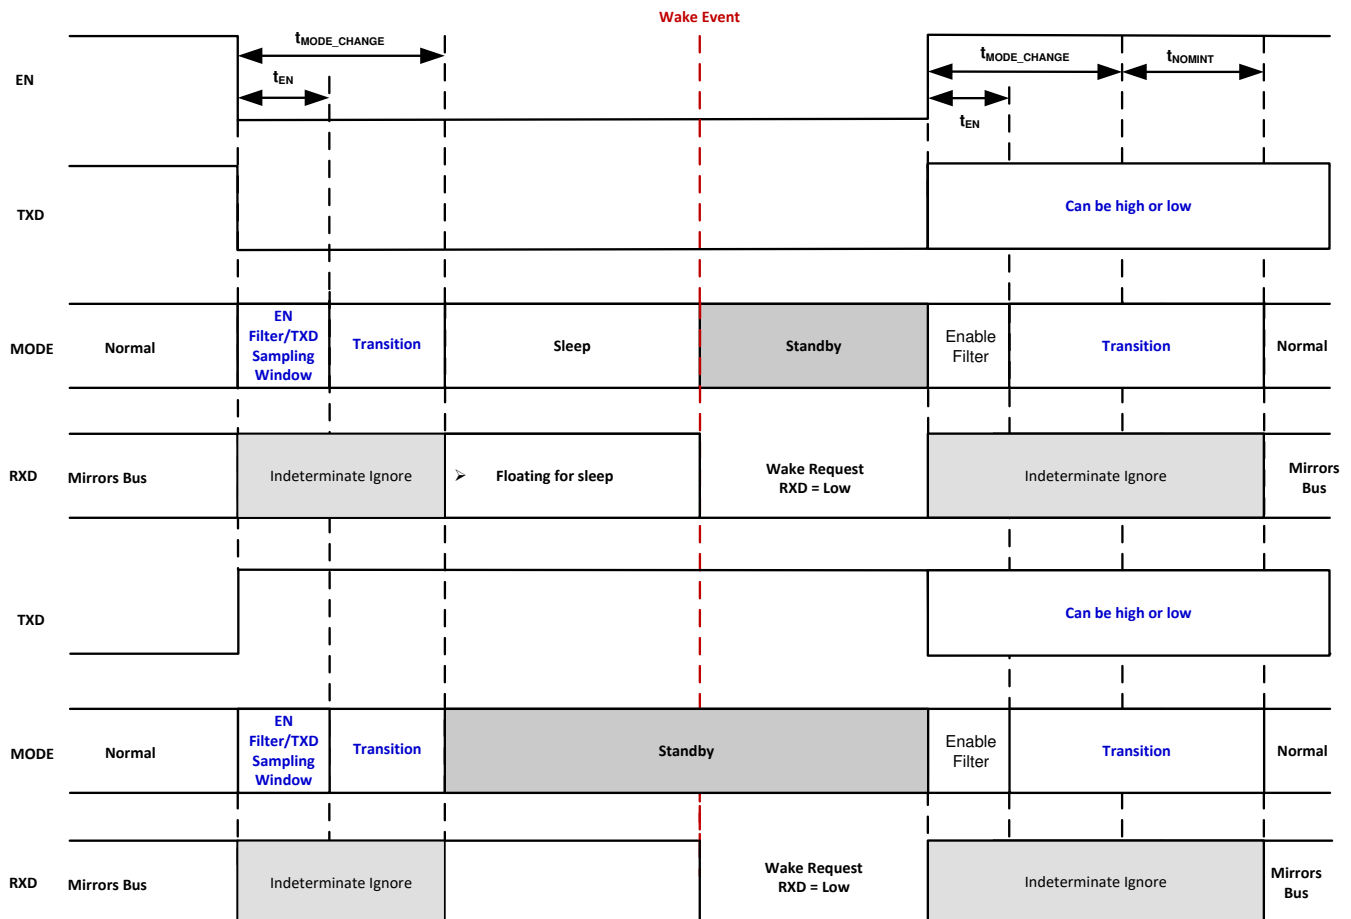 Wake Event
tMODE_CHANGE
tMODE_CHANGE
tNOMINT
EN
tEN
tEN
TXD
Can be high or low
MODE
Normal
EN
Filter/TXD
Sampling
Window
Transition
Sleep
Standby
Enable
Filter
Transition
Normal
RXD
Mirrors Bus
Indeterminate Ignore
➢ Floating for sleep
Wake Request
RXD = Low
Indeterminate Ignore
Mirrors
Bus
TXD
Can be high or low
MODE
Normal
EN
Filter/TXD
Sampling
Window
Transition
Standby
Enable
Filter
Transition
Normal
RXD
Mirrors Bus
Indeterminate Ignore
Wake Request
RXD = Low
Indeterminate Ignore
Mirrors
Bus